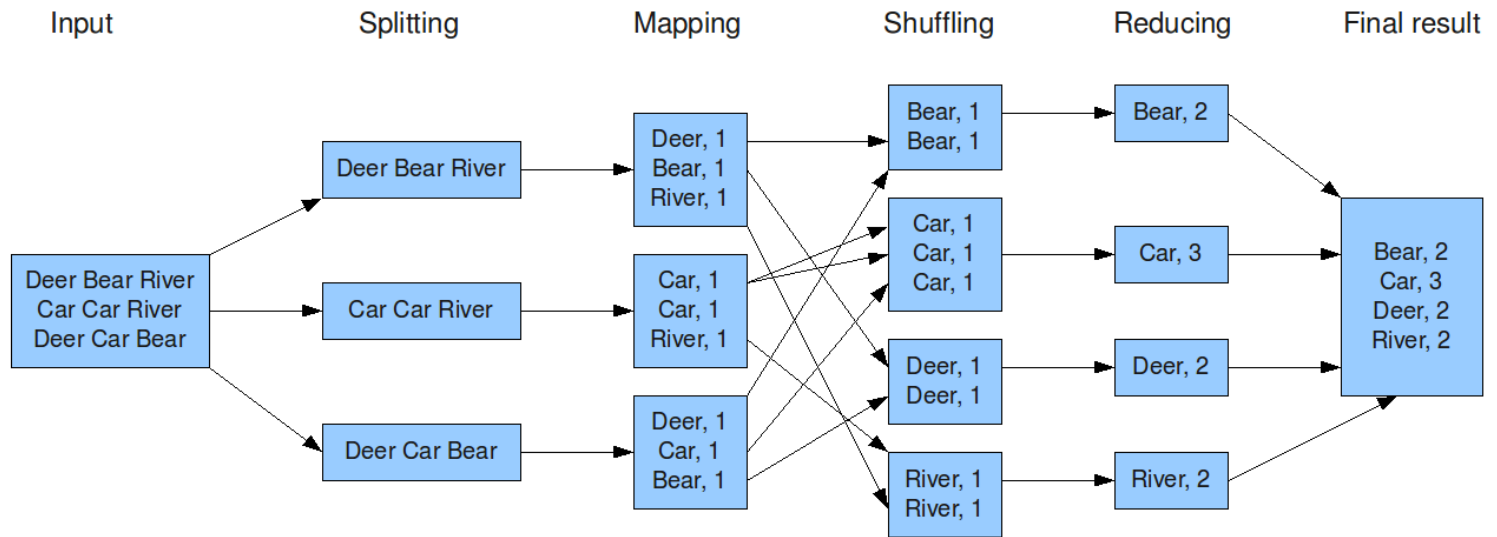 Input
Splitting
Mapping
Shuffling
Reducing
Final result
Deer Bear River
Car Car River
Deer Car Bear
Deer Bear River
Car Car River
Deer Car Bear
Deer, 1
Bear, 1
River, 1
Car, 1
Car, 1
River, 1
Deer, 1
Car, 1
Bear, 1
Bear, 1
Bear, 1
Car, 1
Car, 1
Car, 1
Deer, 1
Deer, 1
River, 1
River, 1
Bear, 2
Car, 3
Deer, 2
River, 2
Bear, 2
Car, 3
Deer, 2
River, 2